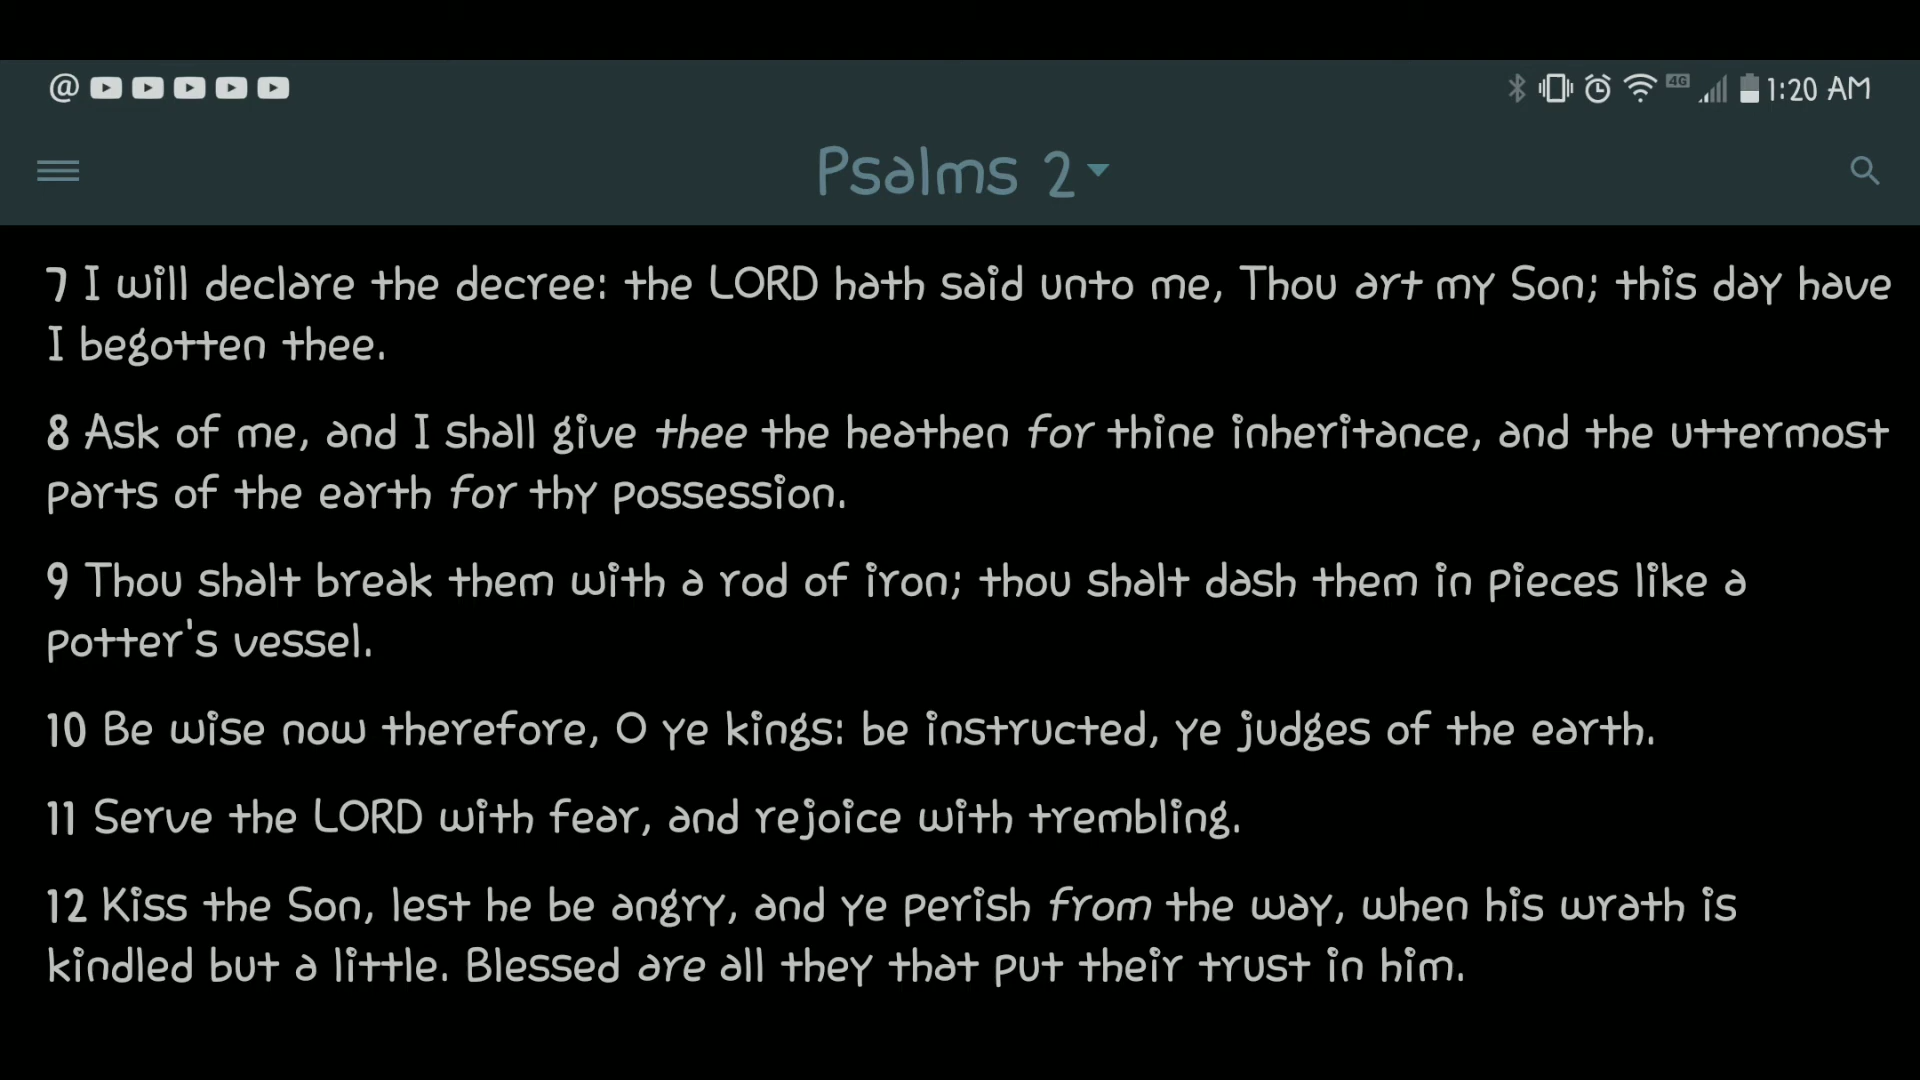 @ 4G 1:20 AM
Psalms 2
7 I will declare the decree: the LORD hath said unto me, Thou art my Son; this day have
I begotten thee.
8 Ask of me, and I shall give thee the heathen for thine inheritance, and the uttermost
parts of the earth for thy possession.
9 Thou shalt break them with a rod of iron; thou shalt dash them in pieces like a
potter's vessel.
10 Be wise now therefore, O ye kings: be instructed, ye judges of the earth.
11 Serve the LORD with fear, and rejoice with trembling.
12 Kiss the Son, lest he be angry, and ye perish from the way, when his wrath is
kindled but a little. Blessed are all they that put their trust in him.